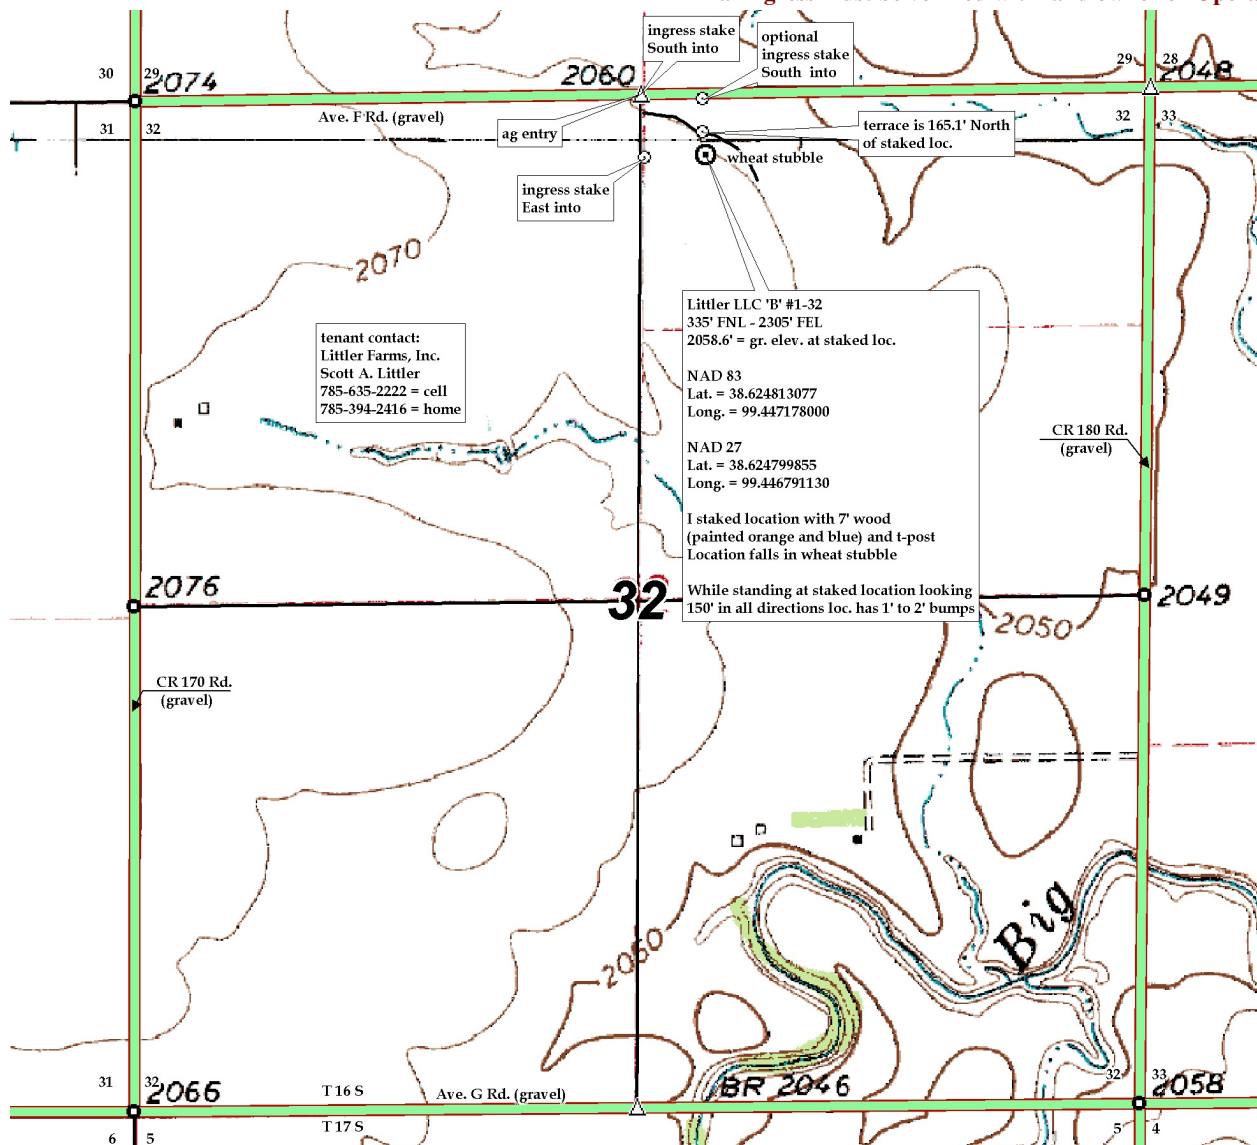 ingress stake
South into
optional
ingress stake
South into
30
29
2074
2060
29
28
2048
Ave. F Rd. (gravel)
31
32
ag entry
terrace is 165.1' North
of staked loc.
32
33
wheat stubble
ingress stake
East into
2070
Littler LLC 'B' #1-32
335' FNL - 2305' FEL
2058.6' = gr. elev. at staked loc.
NAD 83
Lat. = 38.624813077
Long. = 99.447178000
NAD 27
Lat. = 38.624799855
Long. = 99.446791130
I staked location with 7' wood
(painted orange and blue) and t-post
Location falls in wheat stubble
While standing at staked location looking
150' in all directions loc. has 1' to 2' bumps
tenant contact:
Littler Farms, Inc.
Scott A. Littler
785-635-2222 = cell
785-394-2416 = home
CR 180 Rd.
(gravel)
2076
32
2049
2050
CR 170 Rd.
(gravel)
Big
2060
31
32
2066
T 16 S
Ave. G Rd. (gravel)
BR 2046
32
33
2058
T 17 S
6
5
5
4